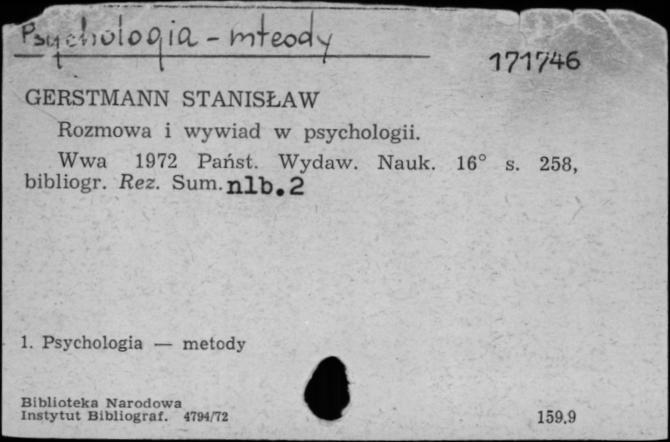 Psychologia - mteody
171746
GERSTMANN STANISŁAW
Rozmowa i wywiad w psychologii.
Wwa 1972 Państ. Wydaw. Nauk. 16° s. 258,
bibliogr. Rez. Sum. nlb.2
1. Psychologia — metody
Biblioteka Narodowa
Instytut Bibliograf. 4794/72
159.9